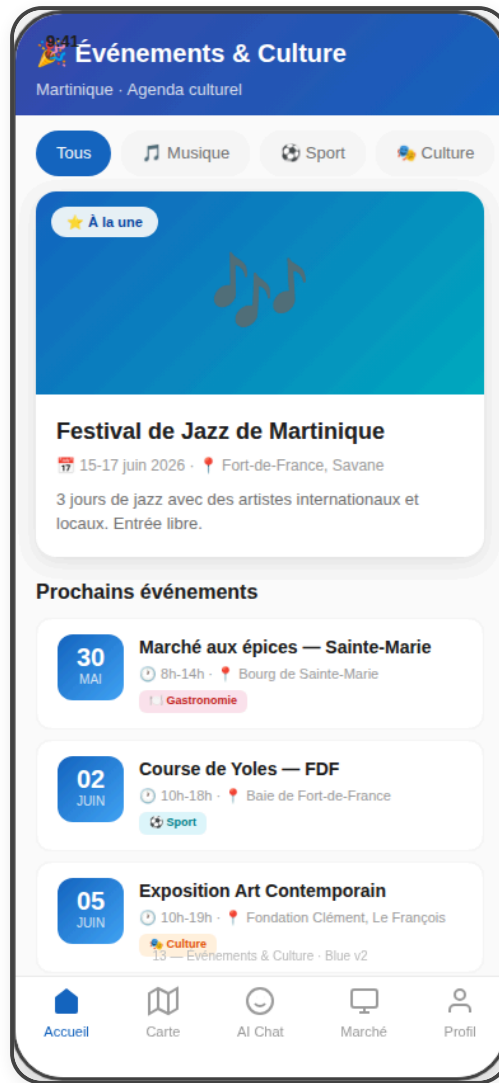 9:41
🎉 Événements & Culture
Martinique · Agenda culturel
Tous 🎵 Musique ⚽ Sport 🎭 Culture
⭐ À la une
Festival de Jazz de Martinique
📅 15-17 juin 2026 · 📍 Fort-de-France, Savane
3 jours de jazz avec des artistes internationaux et
locaux. Entrée libre.
Prochains événements
30
MAI
Marché aux épices — Sainte-Marie
🕐 8h-14h · 📍 Bourg de Sainte-Marie
🍽️ Gastronomie
02
JUIN
Course de Yoles — FDF
🕐 10h-18h · 📍 Baie de Fort-de-France
⚽ Sport
05
JUIN
Exposition Art Contemporain
🕐 10h-19h · 📍 Fondation Clément, Le François
🎭 Culture
13 — Événements & Culture · Blue v2
Accueil Carte AI Chat Marché Profil